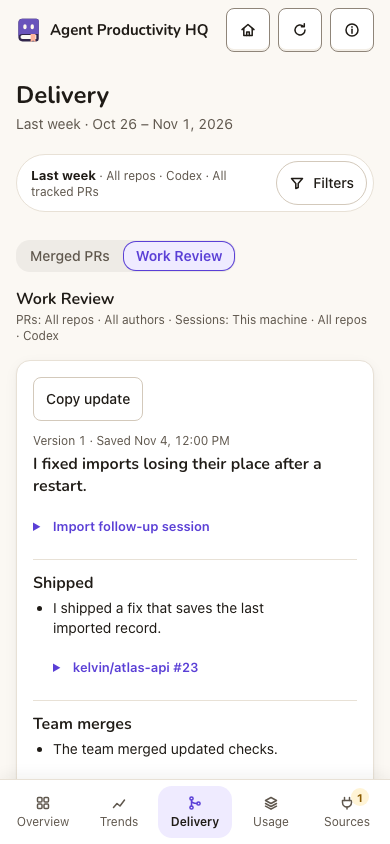 Agent Productivity HQ
Delivery
Last week · Oct 26 – Nov 1, 2026
Last week · All repos · Codex · All
tracked PRs
Filters
Merged PRs
Work Review
Work Review
PRs: All repos · All authors · Sessions: This machine · All repos
· Codex
Copy update
Version 1 · Saved Nov 4, 12:00 PM
I fixed imports losing their place after a
restart.
Import follow-up session
Shipped
• I shipped a fix that saves the last
imported record.
kelvin/atlas-api #23
Team merges
• The team merged updated checks.
1
Overview
Trends
Delivery
Usage
Sources